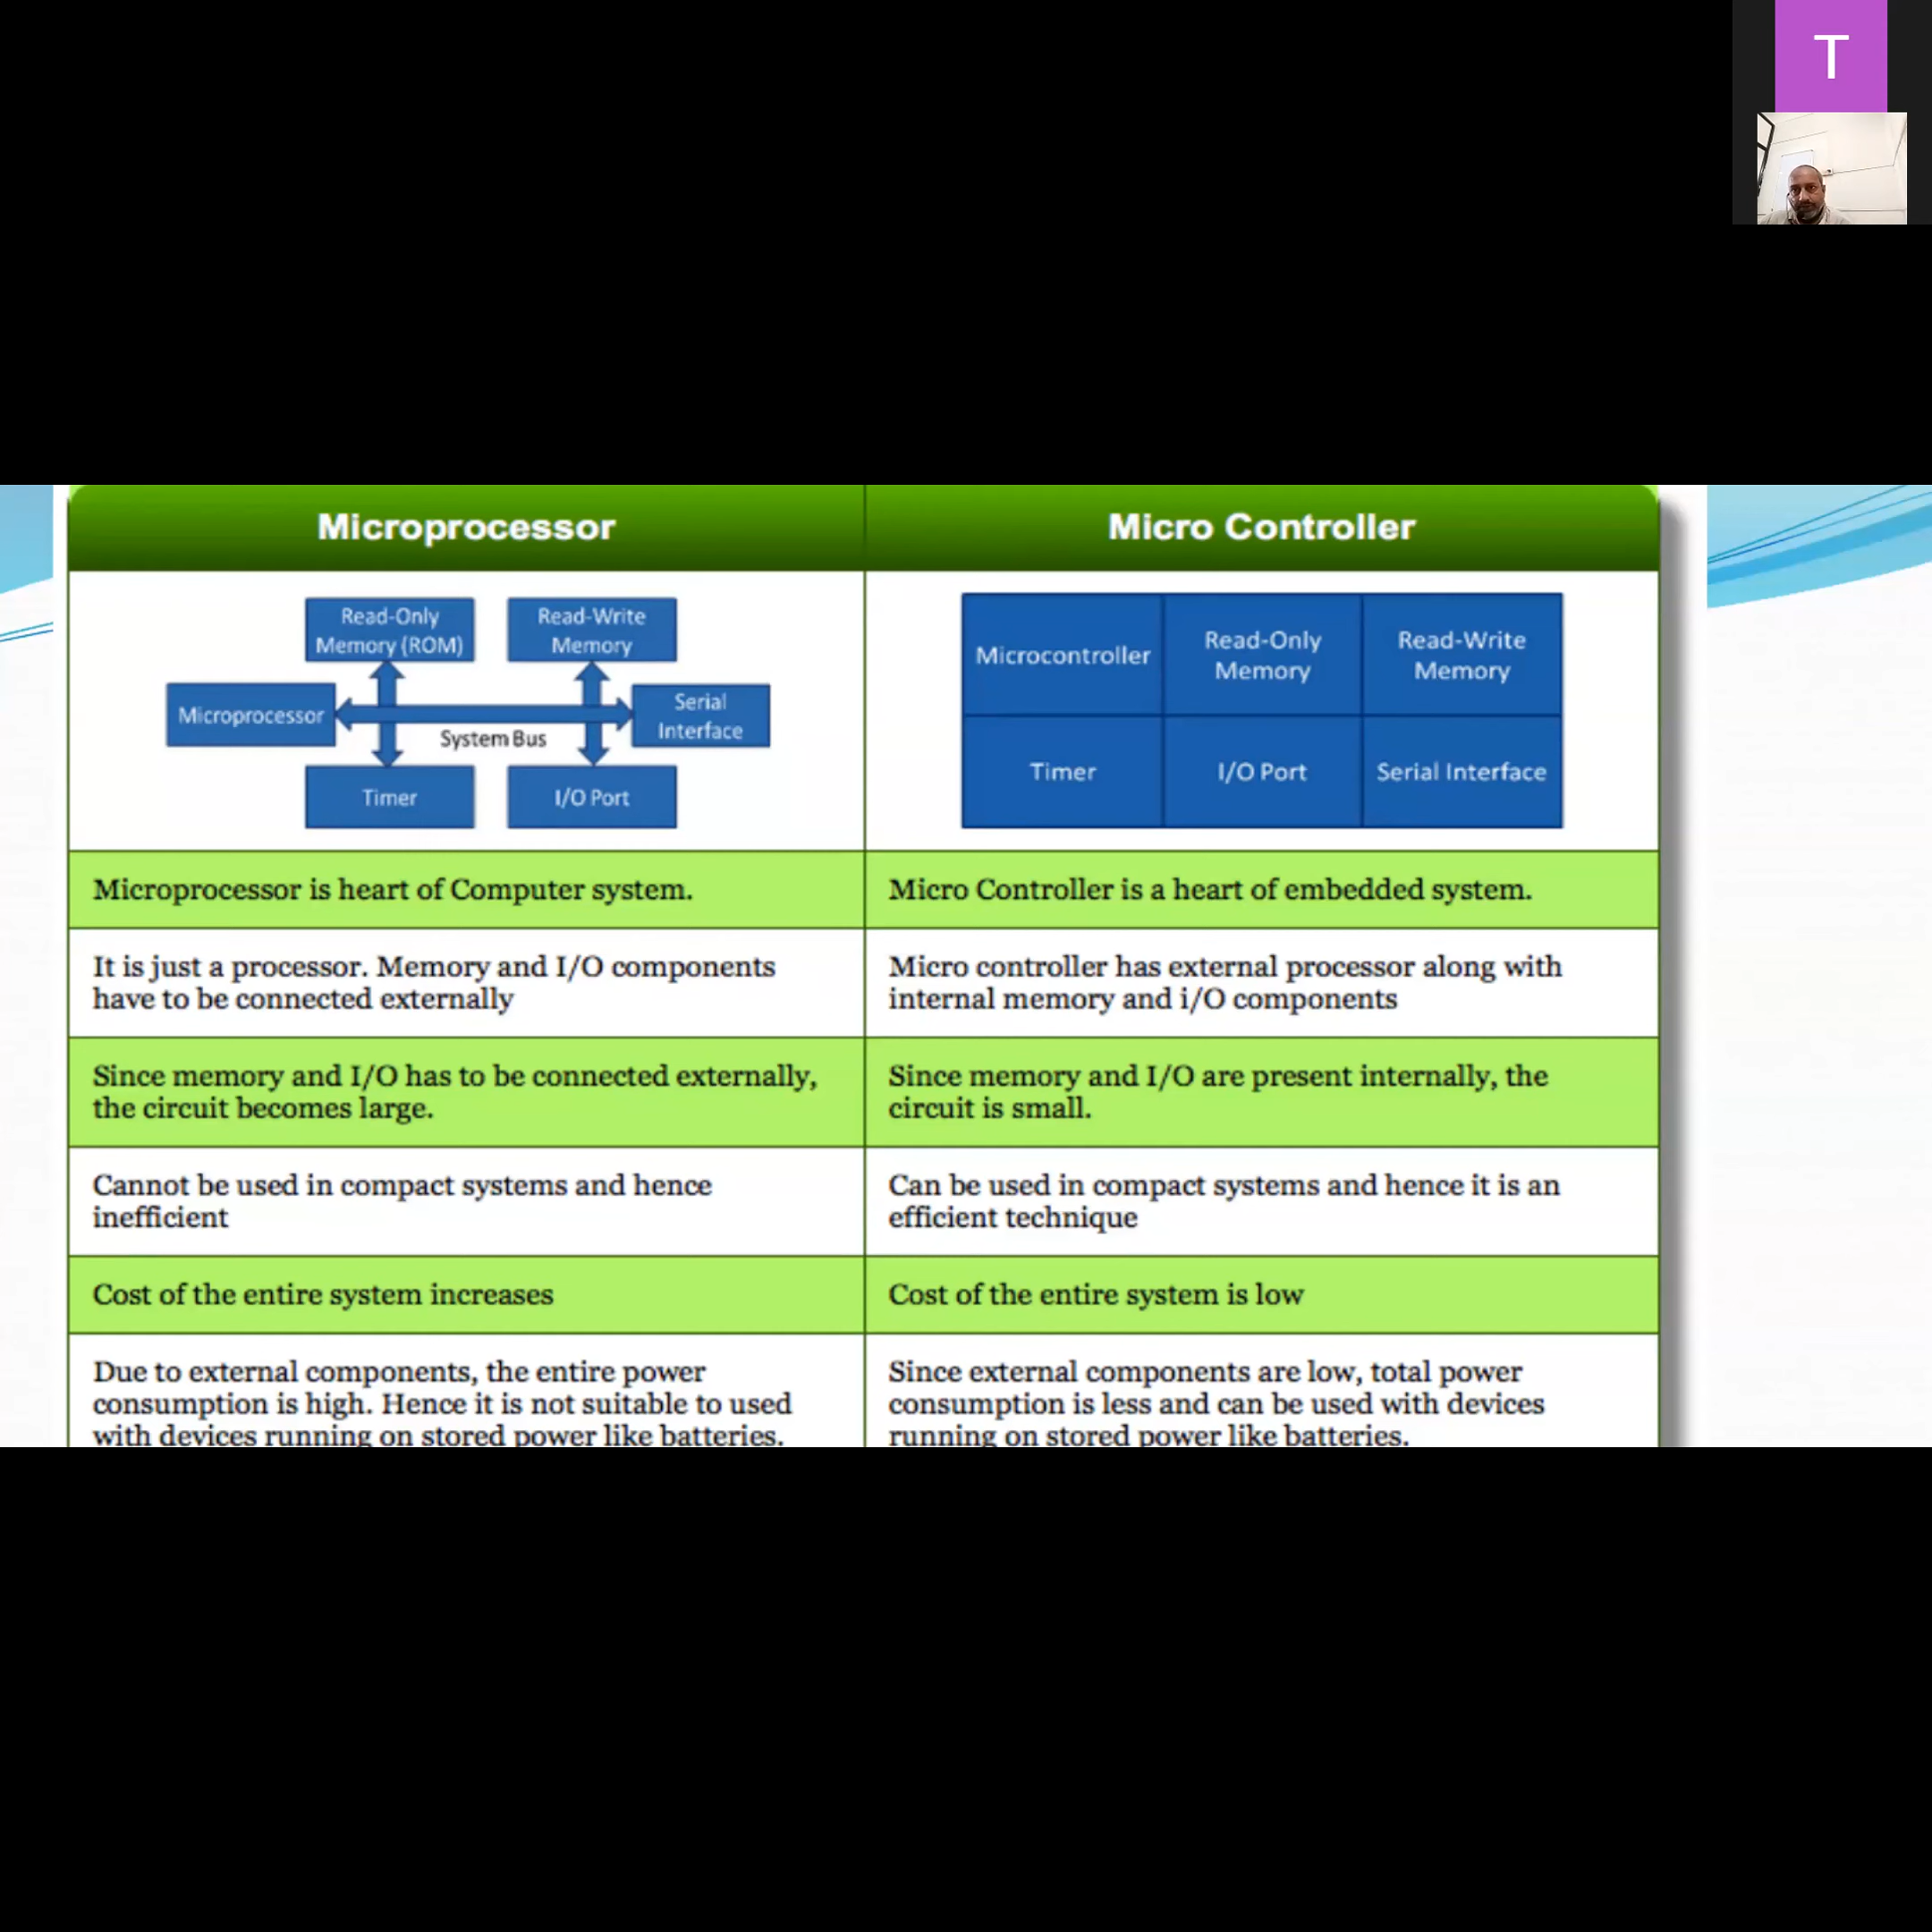 T
Microprocessor
Micro Controller
Read-Only
Memory (ROM)
Read-Write
Memory
Microprocessor
Serial
Interface
System Bus
Timer
I/O Port
Microcontroller
Read-Only
Memory
Read-Write
Memory
Timer
I/O Port
Serial Interface
Microprocessor is heart of Computer system.
Micro Controller is a heart of embedded system.
It is just a processor. Memory and I/O components
have to be connected externally
Micro controller has external processor along with
internal memory and i/O components
Since memory and I/O has to be connected externally,
the circuit becomes large.
Since memory and I/O are present internally, the
circuit is small.
Cannot be used in compact systems and hence
inefficient
Can be used in compact systems and hence it is an
efficient technique
Cost of the entire system increases
Cost of the entire system is low
Due to external components, the entire power
consumption is high. Hence it is not suitable to used
with devices running on stored power like batteries.
Since external components are low, total power
consumption is less and can be used with devices
running on stored power like batteries.